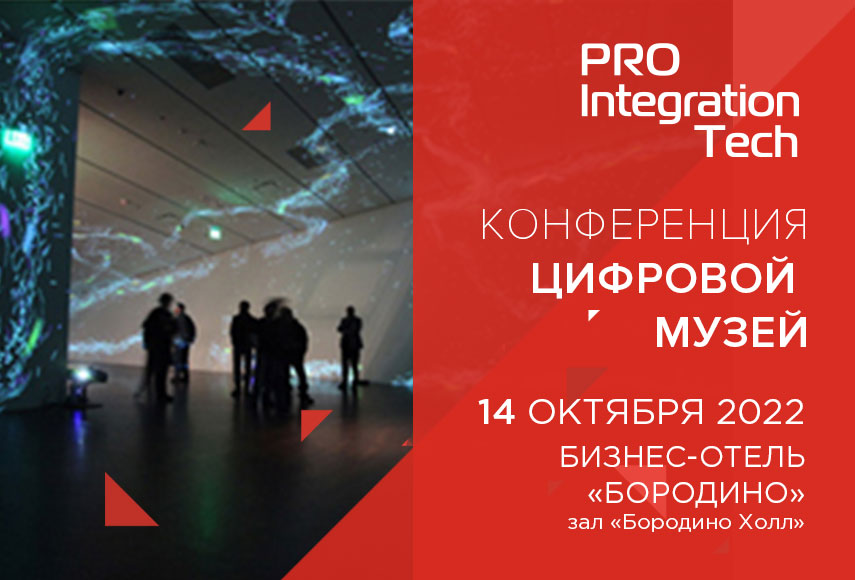 PRO
Integration
Tech
КОНФЕРЕНЦИЯ
ЦИФРОВОЙ
МУЗЕЙ
14 ОКТЯБРЯ 2022
БИЗНЕС-ОТЕЛЬ
«БОРОДИНО»
зал «Бородино Холл»